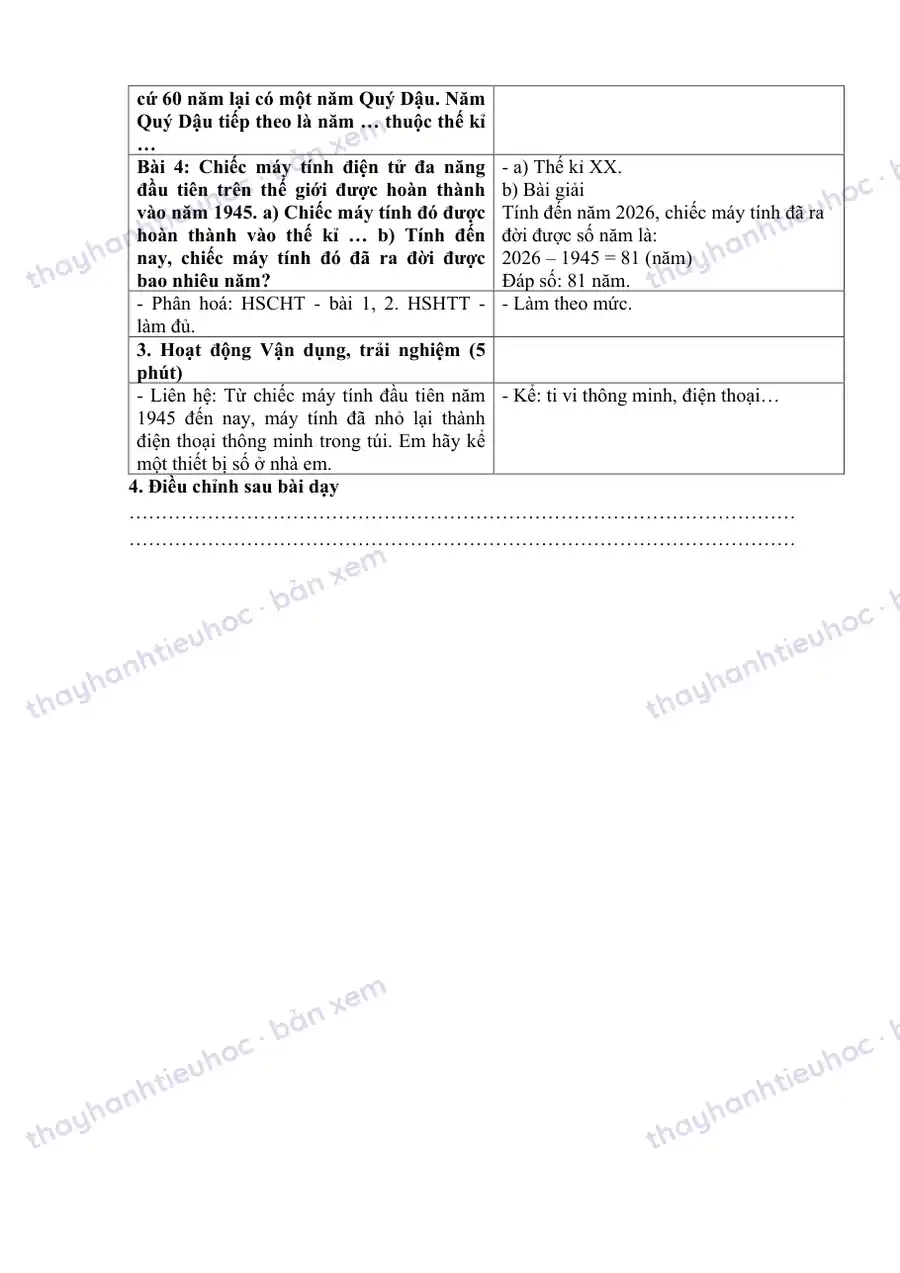 cứ 60 năm lại có một năm Quý Dậu. Năm
Quý Dậu tiếp theo là năm … thuộc thế kỉ
…
Bài 4: Chiếc máy tính điện tử đa năng
đầu tiên trên thế giới được hoàn thành
vào năm 1945. a) Chiếc máy tính đó được
hoàn thành vào thế kỉ … b) Tính đến
nay, chiếc máy tính đó đã ra đời được
bao nhiêu năm?
- a) Thế kỉ XX.
b) Bài giải
Tính đến năm 2026, chiếc máy tính đã ra
đời được số năm là:
2026 – 1945 = 81 (năm)
Đáp số: 81 năm.
- Phân hoá: HSCHT - bài 1, 2. HSHTT -
làm đủ.
- Làm theo mức.
3. Hoạt động Vận dụng, trải nghiệm (5
phút)
- Liên hệ: Từ chiếc máy tính đầu tiên năm
1945 đến nay, máy tính đã nhỏ lại thành
điện thoại thông minh trong túi. Em hãy kể
một thiết bị số ở nhà em.
- Kể: ti vi thông minh, điện thoại…
4. Điều chỉnh sau bài dạy
……………………………………………………………………………………………
……………………………………………………………………………………………
thayhanhtieuhoc · bản xem
thayhanhtieuhoc · b
thayhanhtieuhoc · bản xem
thayhanhtieuhoc · b
thayhanhtieuhoc · bản xem
thayhanhtieuhoc · b